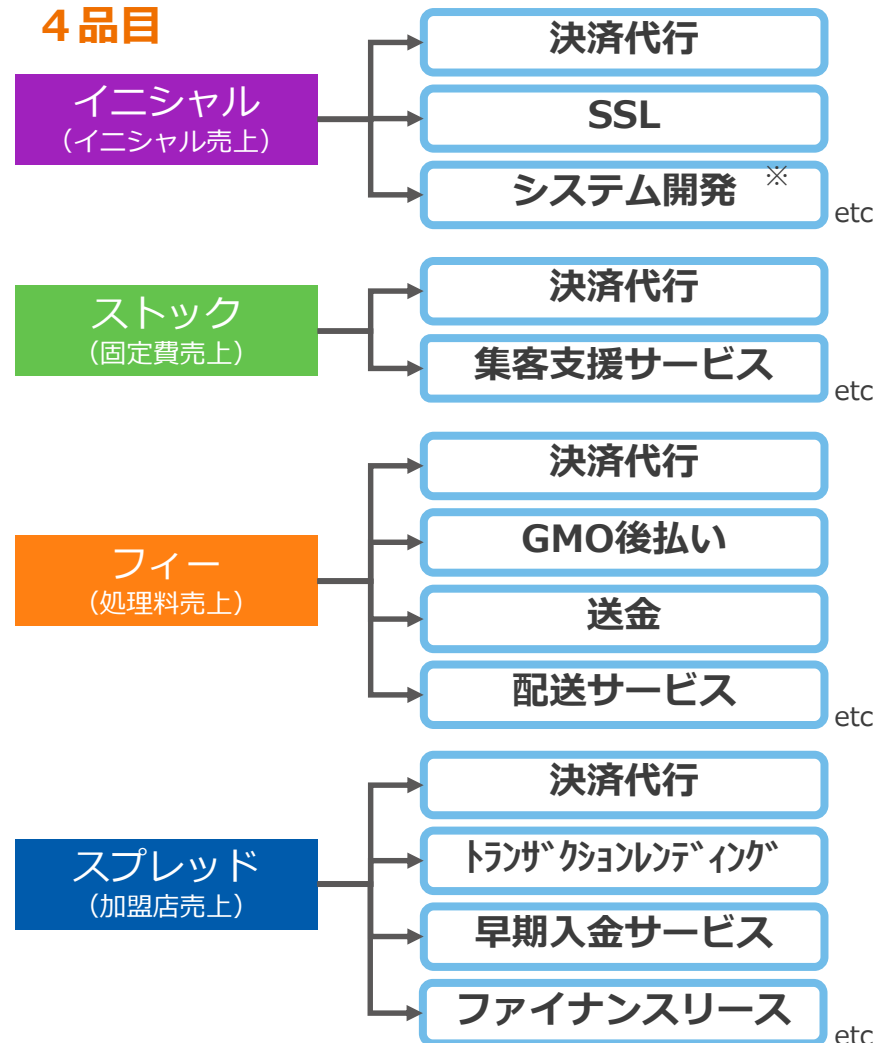 ４品目
イニシャル
（イニシャル売上）
決済代行
SSL
システム開発 ※
etc
ストック
（固定費売上）
決済代行
集客支援サービス
etc
フィー
（処理料売上）
決済代行
GMO後払い
送金
配送サービス
etc
スプレッド
（加盟店売上）
決済代行
ﾄﾗﾝｻﾞｸｼｮﾝﾚﾝﾃﾞｨﾝｸﾞ
早期入金サービス
ファイナンスリース
etc